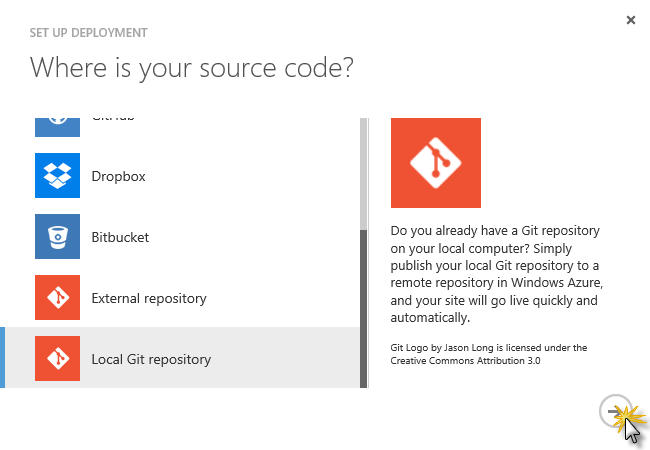 SET UP DEPLOYMENT
Where is your source code?
GitHub
Dropbox
Bitbucket
External repository
Local Git repository
Do you already have a Git repository
on your local computer? Simply
publish your local Git repository to a
remote repository in Windows Azure,
and your site will go live quickly and
automatically.
Git Logo by Jason Long is licensed under the
Creative Commons Attribution 3.0